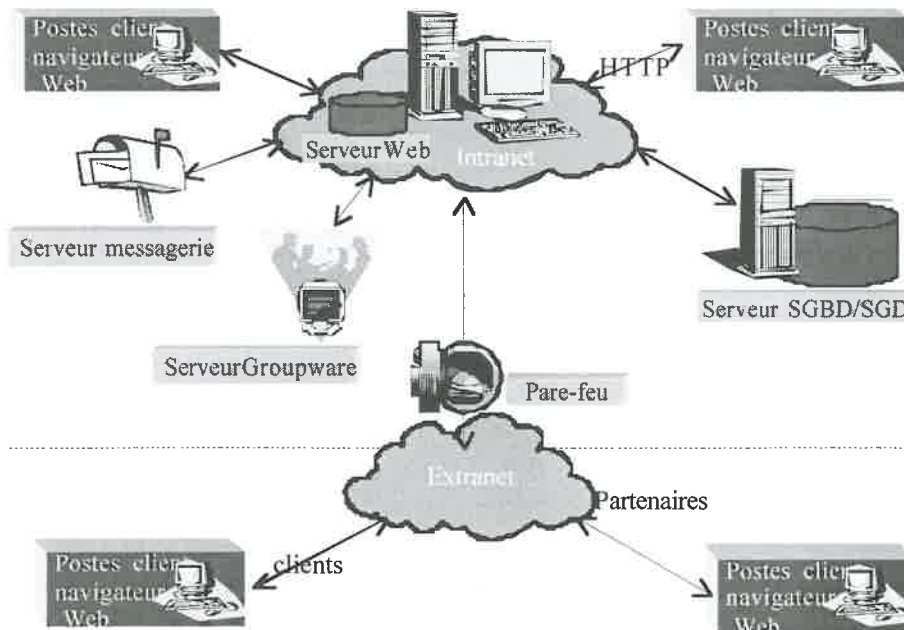 Postes client
navigateur
Web
Postes client
navigateur
Web
HTTP
ServeurWeb
Intranet
Serveur messagerie
Serveur SGBD/SGD
ServeurGroupware
Pare-feu
Extranet
Partenaires
clients
Postes client
navigateur
Web
Postes client
navigateur
Web